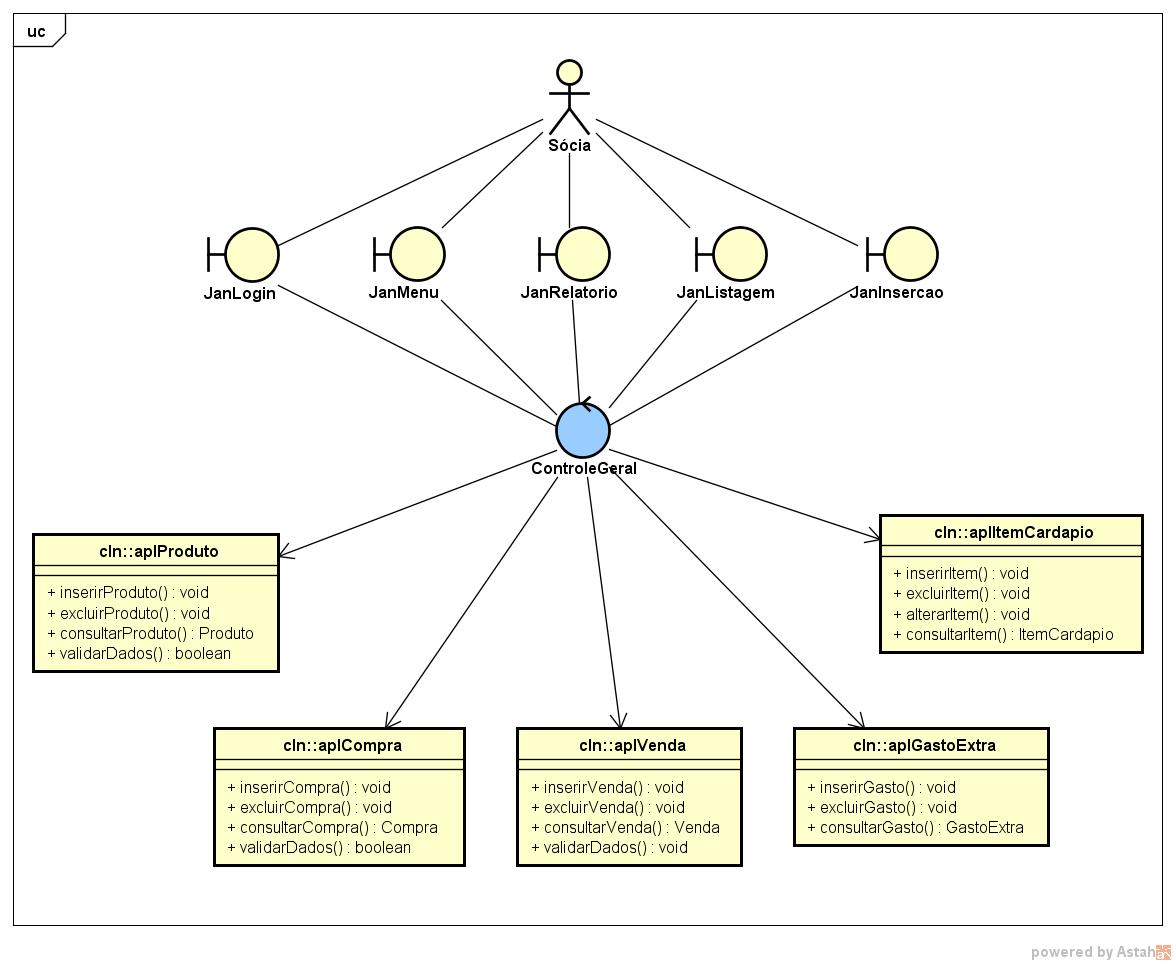 uc
Sócia
JanLogin
JanMenu
JanRelatorio
JanListagem
JanInsercao
ControleGeral
cln::aplProduto
+ inserirProduto() : void
+ excluirProduto() : void
+ consultarProduto() : Produto
+ validarDados() : boolean
cln::aplItemCardapio
+ inserirItem() : void
+ excluirItem() : void
+ alterarItem() : void
+ consultarItem() : ItemCardapio
cln::aplCompra
+ inserirCompra() : void
+ excluirCompra() : void
+ consultarCompra() : Compra
+ validarDados() : boolean
cln::aplVenda
+ inserirVenda() : void
+ excluirVenda() : void
+ consultarVenda() : Venda
+ validarDados() : void
cln::aplGastoExtra
+ inserirGasto() : void
+ excluirGasto() : void
+ consultarGasto() : GastoExtra
powered by Astah